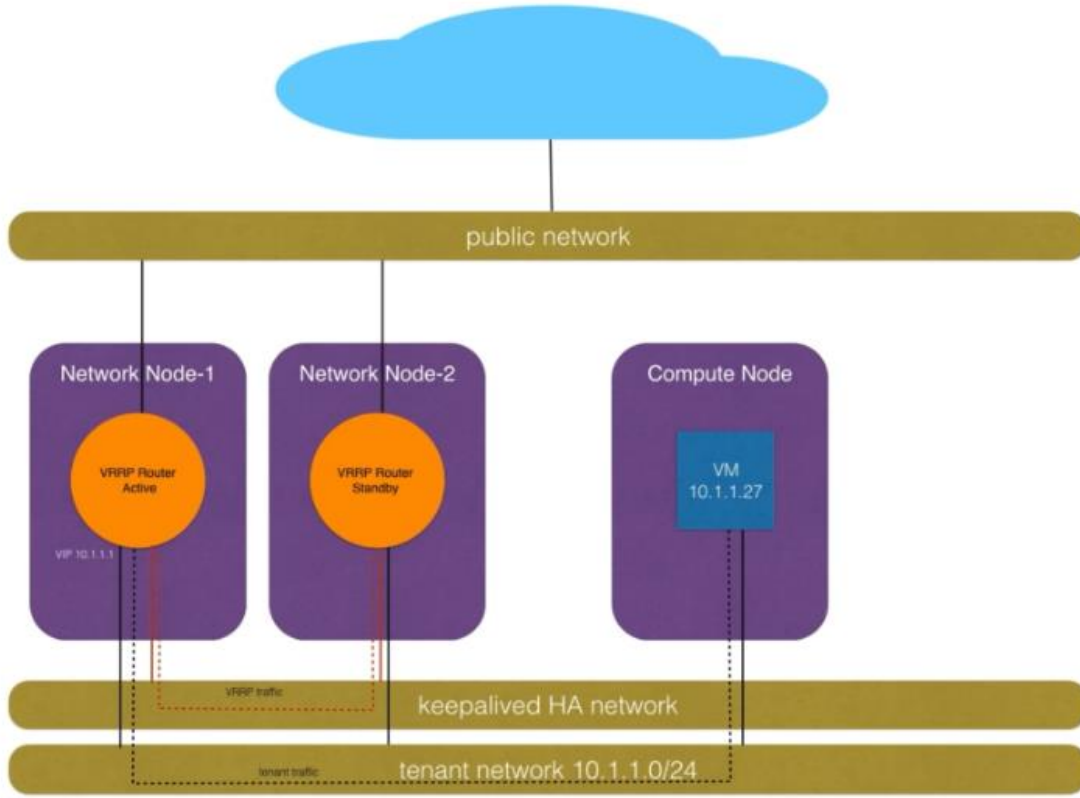 public network
Network Node-1
Network Node-2
Compute Node
VRRP Router
Active
VRRP Router
Standby
VM
10.1.1.27
VIP 10.1.1.1
VRRP traffic
keepalived HA network
tenant traffic
tenant network 10.1.1.0/24